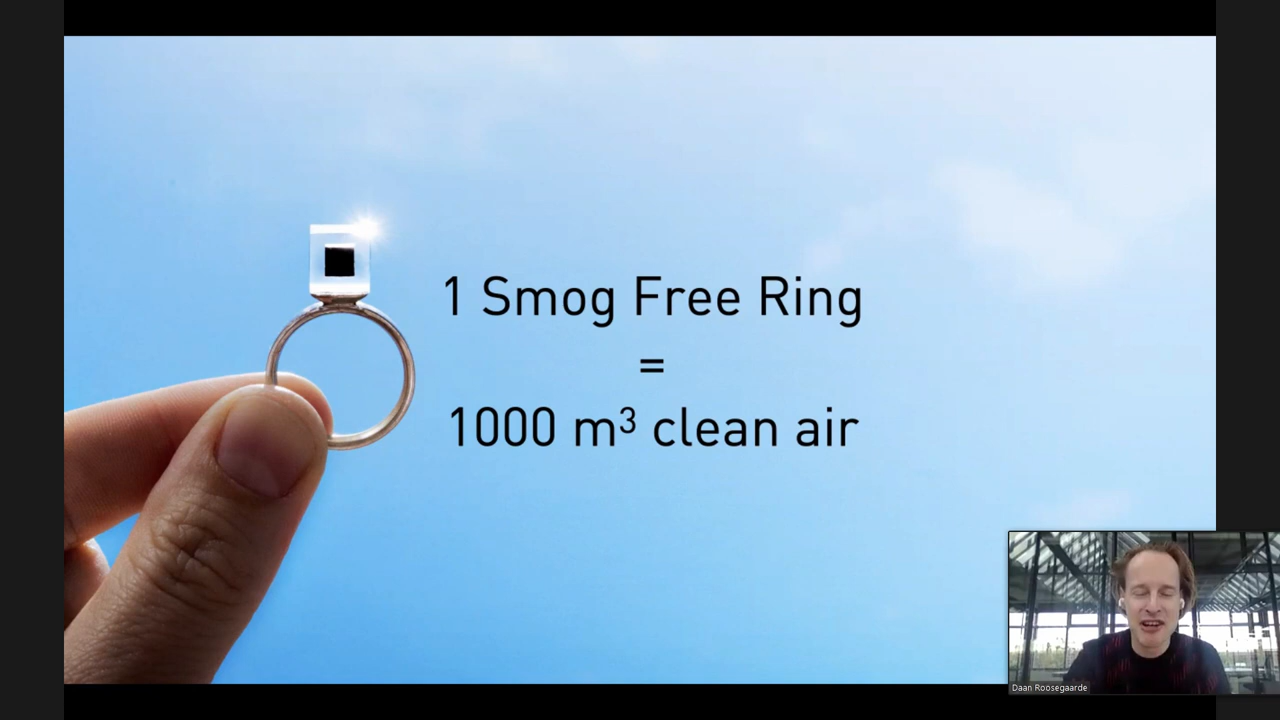 1 Smog Free Ring
=
1000 m³ clean air
Daan Roosegaarde